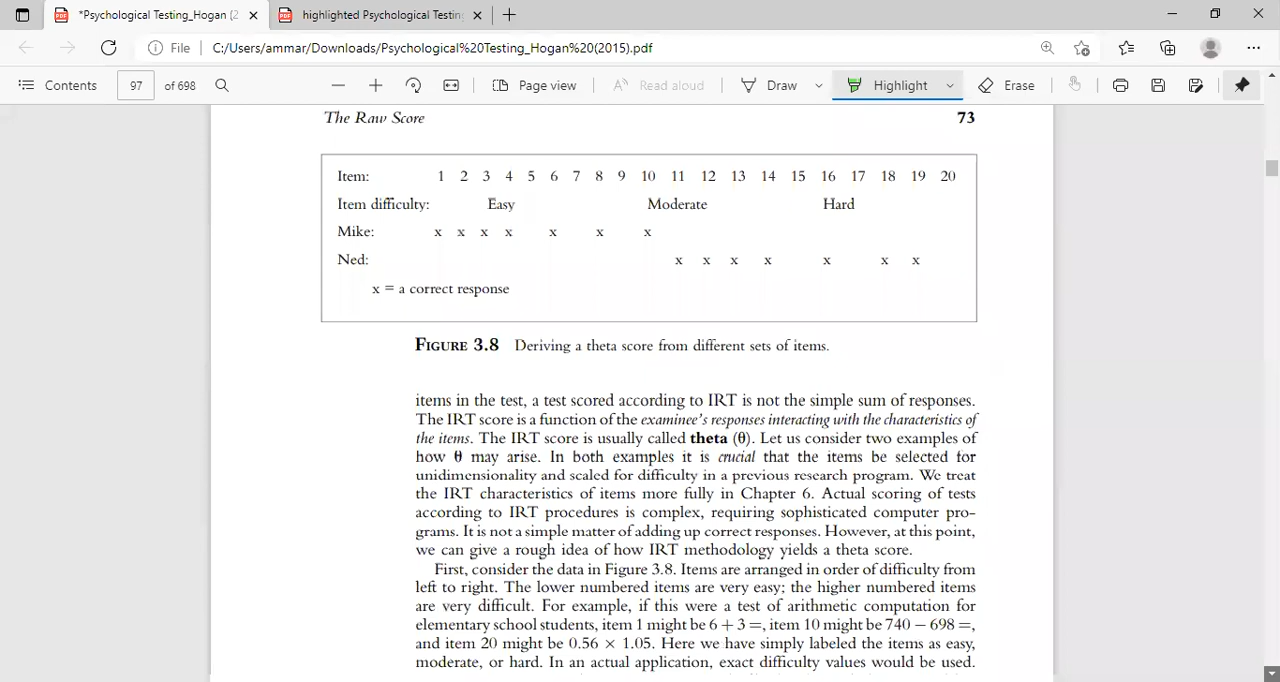 *Psychological Testing_Hogan (2
highlighted Psychological Testing
File
C:/Users/ammar/Downloads/Psychological%20Testing_Hogan%20(2015).pdf
Contents
97
of 698
Page view
Read aloud
Draw
Highlight
Erase
The Raw Score
73
Item: 1 2 3 4 5 6 7 8 9 10 11 12 13 14 15 16 17 18 19 20
Item difficulty: Easy Moderate Hard
Mike: x x x x x x x
Ned: x x x x x x x
x = a correct response
FIGURE 3.8 Deriving a theta score from different sets of items.
items in the test, a test scored according to IRT is not the simple sum of responses.
The IRT score is a function of the examinee's responses interacting with the characteristics of
the items. The IRT score is usually called theta (θ). Let us consider two examples of
how θ may arise. In both examples it is crucial that the items be selected for
unidimensionality and scaled for difficulty in a previous research program. We treat
the IRT characteristics of items more fully in Chapter 6. Actual scoring of tests
according to IRT procedures is complex, requiring sophisticated computer pro-
grams. It is not a simple matter of adding up correct responses. However, at this point,
we can give a rough idea of how IRT methodology yields a theta score.
First, consider the data in Figure 3.8. Items are arranged in order of difficulty from
left to right. The lower numbered items are very easy; the higher numbered items
are very difficult. For example, if this were a test of arithmetic computation for
elementary school students, item 1 might be 6 + 3 =, item 10 might be 740 − 698 =,
and item 20 might be 0.56 × 1.05. Here we have simply labeled the items as easy,
moderate, or hard. In an actual application, exact difficulty values would be used.